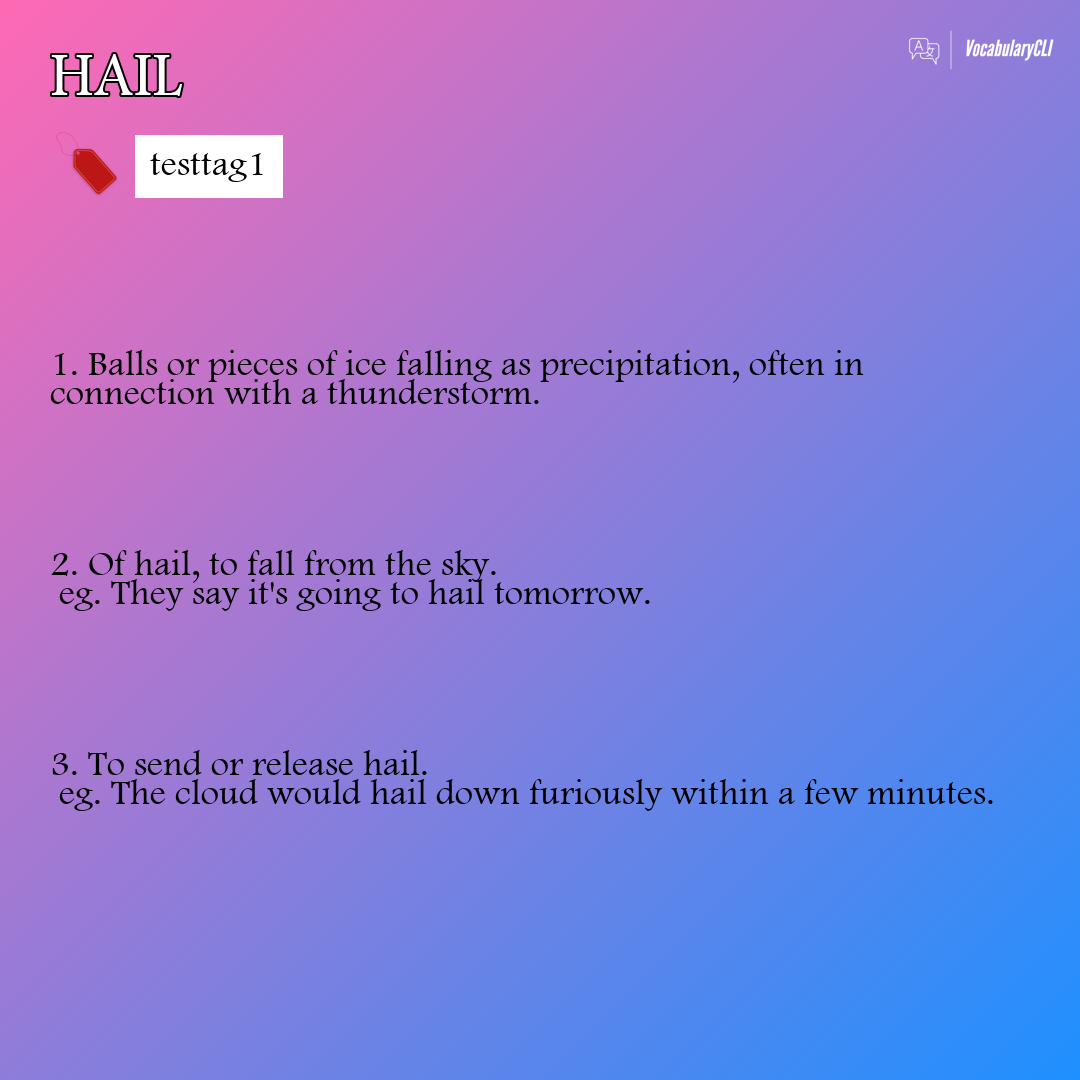 HAIL
VocabularyCLI
testtag1
1. Balls or pieces of ice falling as precipitation, often in
connection with a thunderstorm.
2. Of hail, to fall from the sky.
eg. They say it's going to hail tomorrow.
3. To send or release hail.
eg. The cloud would hail down furiously within a few minutes.